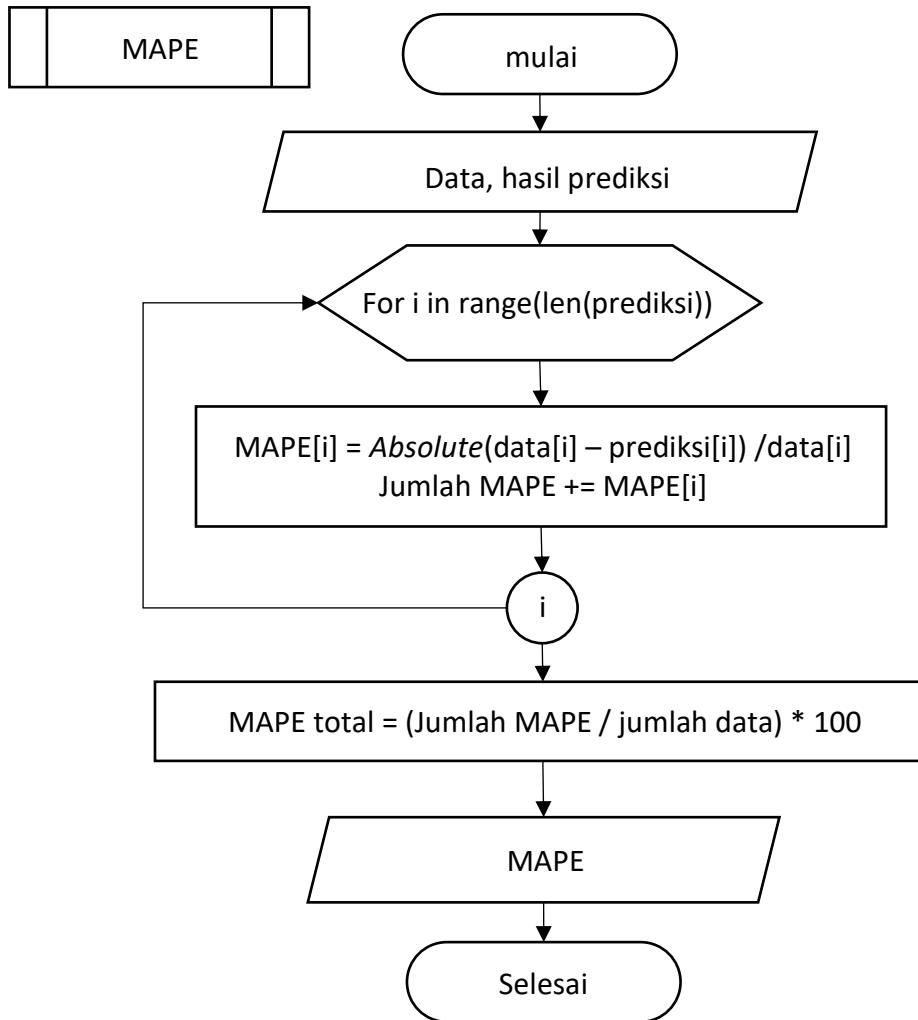 MAPE
mulai
Data, hasil prediksi
For i in range(len(prediksi))
MAPE[i] = Absolute(data[i] – prediksi[i]) /data[i]
Jumlah MAPE += MAPE[i]
i
MAPE total = (Jumlah MAPE / jumlah data) * 100
MAPE
Selesai